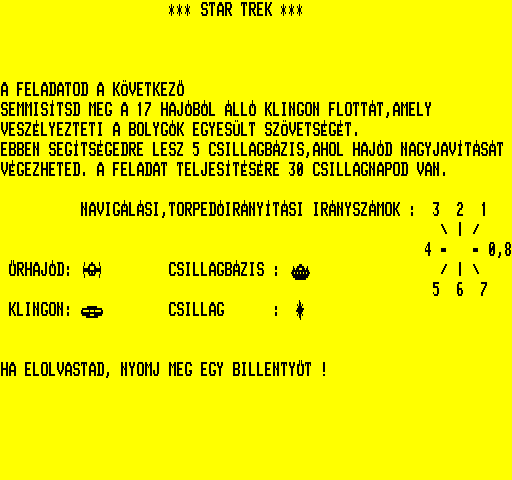 *** STAR TREK ***
A FELADATOD A KÖVETKEZŐ
SEMMISÍTSD MEG A 17 HAJÓBÓL ÁLLÓ KLINGON FLOTTÁT,AMELY
VESZÉLYEZTETI A BOLYGÓK EGYESÜLT SZÖVETSÉGÉT.
EBBEN SEGÍTSÉGEDRE LESZ 5 CSILLAGBÁZIS,AHOL HAJÓD NAGYJAVÍTÁSÁT
VÉGEZHETED. A FELADAT TELJESÍTÉSÉRE 30 CSILLAGNAPOD VAN.
NAVIGÁLÁSI,TORPEDÓIRÁNYÍTÁSI IRÁNYSZÁMOK : 3 2 1
\ | /
4 - - 0,8
ŰRHAJÓD: CSILLAGBÁZIS :
/ | \
5 6 7
KLINGON: CSILLAG :
HA ELOLVASTAD, NYOMJ MEG EGY BILLENTYŰT !